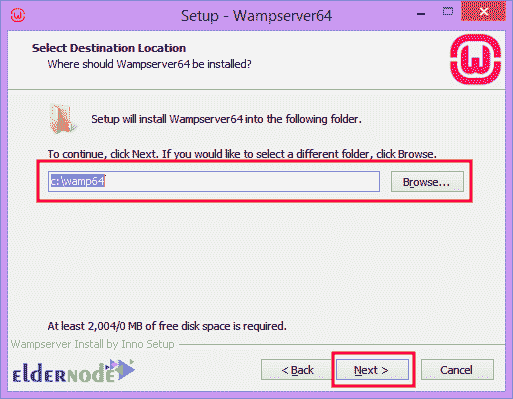 Setup - Wampserver64
Select Destination Location
Where should Wampserver64 be installed?
Setup will install Wampserver64 into the following folder.
To continue, click Next. If you would like to select a different folder, click Browse.
c:\wamp64
Browse...
At least 2,004/0 MB of free disk space is required.
Wampserver Install by Inno Setup
eldernode
< Back
Next >
Cancel